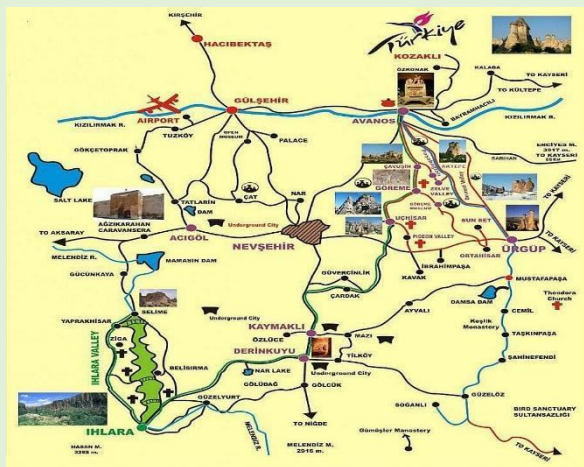 KIRŞEHİR
Türkiye
HACIBEKTAŞ
KOZAKLI
ÖZKONAK
KALABA
TO KAYSERİ
TO KÜLTEPE
AIRPORT
GÜLŞEHİR
KIZILIRMAK R.
AVANOS
BAYRAMHACILI
KIZILIRMAK R.
TUZKÖY
OPEN MUSEUM
PALACE
ERCİYES M.
3917 m.
TO KAYSERİ
GÖKÇETOPRAK
ÇAVUŞİN
ZELVE VALLEY
SALT LAKE
TATLARİN
DAM
ÇAT
NAR
GÖREME
TO KAYSERİ
AĞZIKARAHAN
CARAVANSERA
Underground City
UÇHİSAR
SUN SET
TO AKSARAY
ACIGÖL
NEVŞEHİR
PIGEON VALLEY
ÜRGÜP
MELENDİZ R.
MAMASIN DAM
ORTAHİSAR
TO KAYSERİ
GÜVERCİNLİK
İBRAHİMPAŞA
KAVAK
GÜCÜNKAYA
ÇARDAK
MUSTAFAPAŞA
SELİME
DAMSA DAM
Theodora
Church
AYVALI
CEMİL
YAPRAKHİSAR
Underground City
Keşlik
Monastery
ZİGA
KAYMAKLI
MAZI
TAŞKINPAŞA
ÖZLÜCE
IHLARA VALLEY
DERİNKUYU
TİLKÖY
ŞAHİNEFENDİ
BELİSIRMA
NAR LAKE
Underground City
GÖLÜDAĞ
GÖLCÜK
GÜZELÖZ
GÜZELYURT
SOĞANLI
BIRD SANCTUARY
SULTANSAZLIGI
IHLARA
TO NİĞDE
MELENDİZ R.
Gümüşler Monastery
MELENDİZ M.
2916 m.
TO KAYSERİ